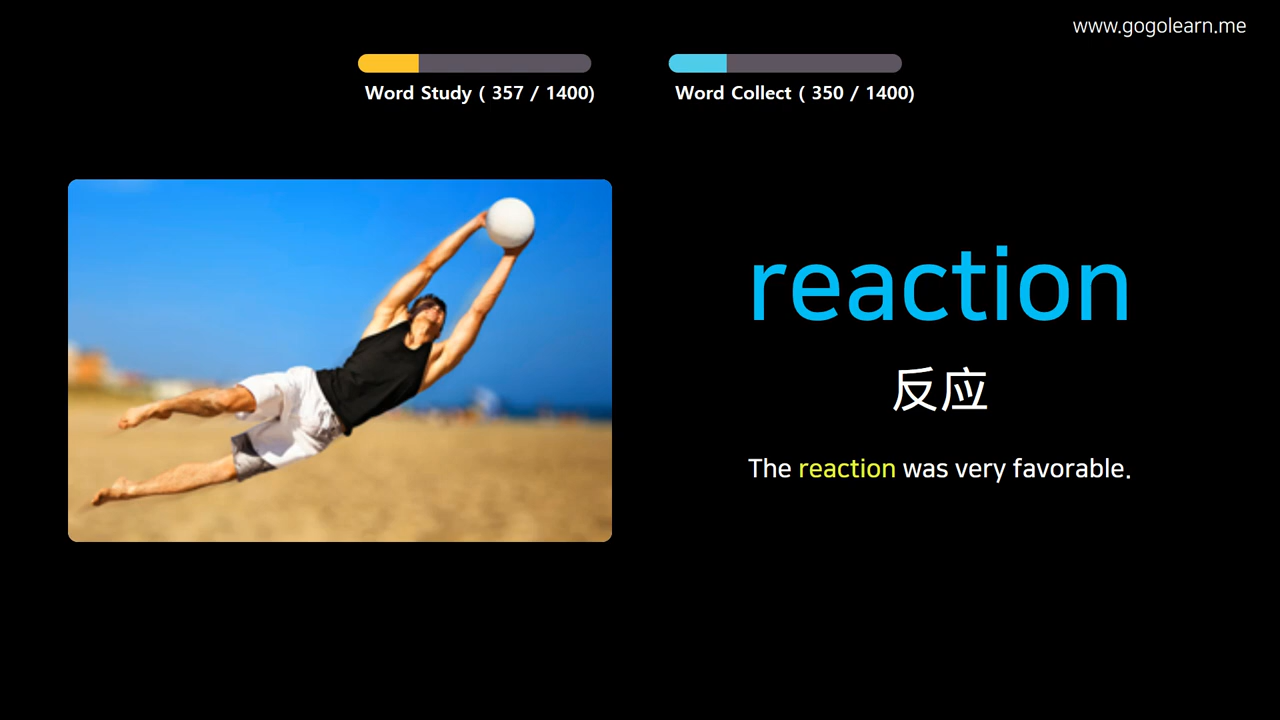 www.gogolearn.me
Word Study ( 357 / 1400)
Word Collect ( 350 / 1400)
reaction
反应
The reaction was very favorable.